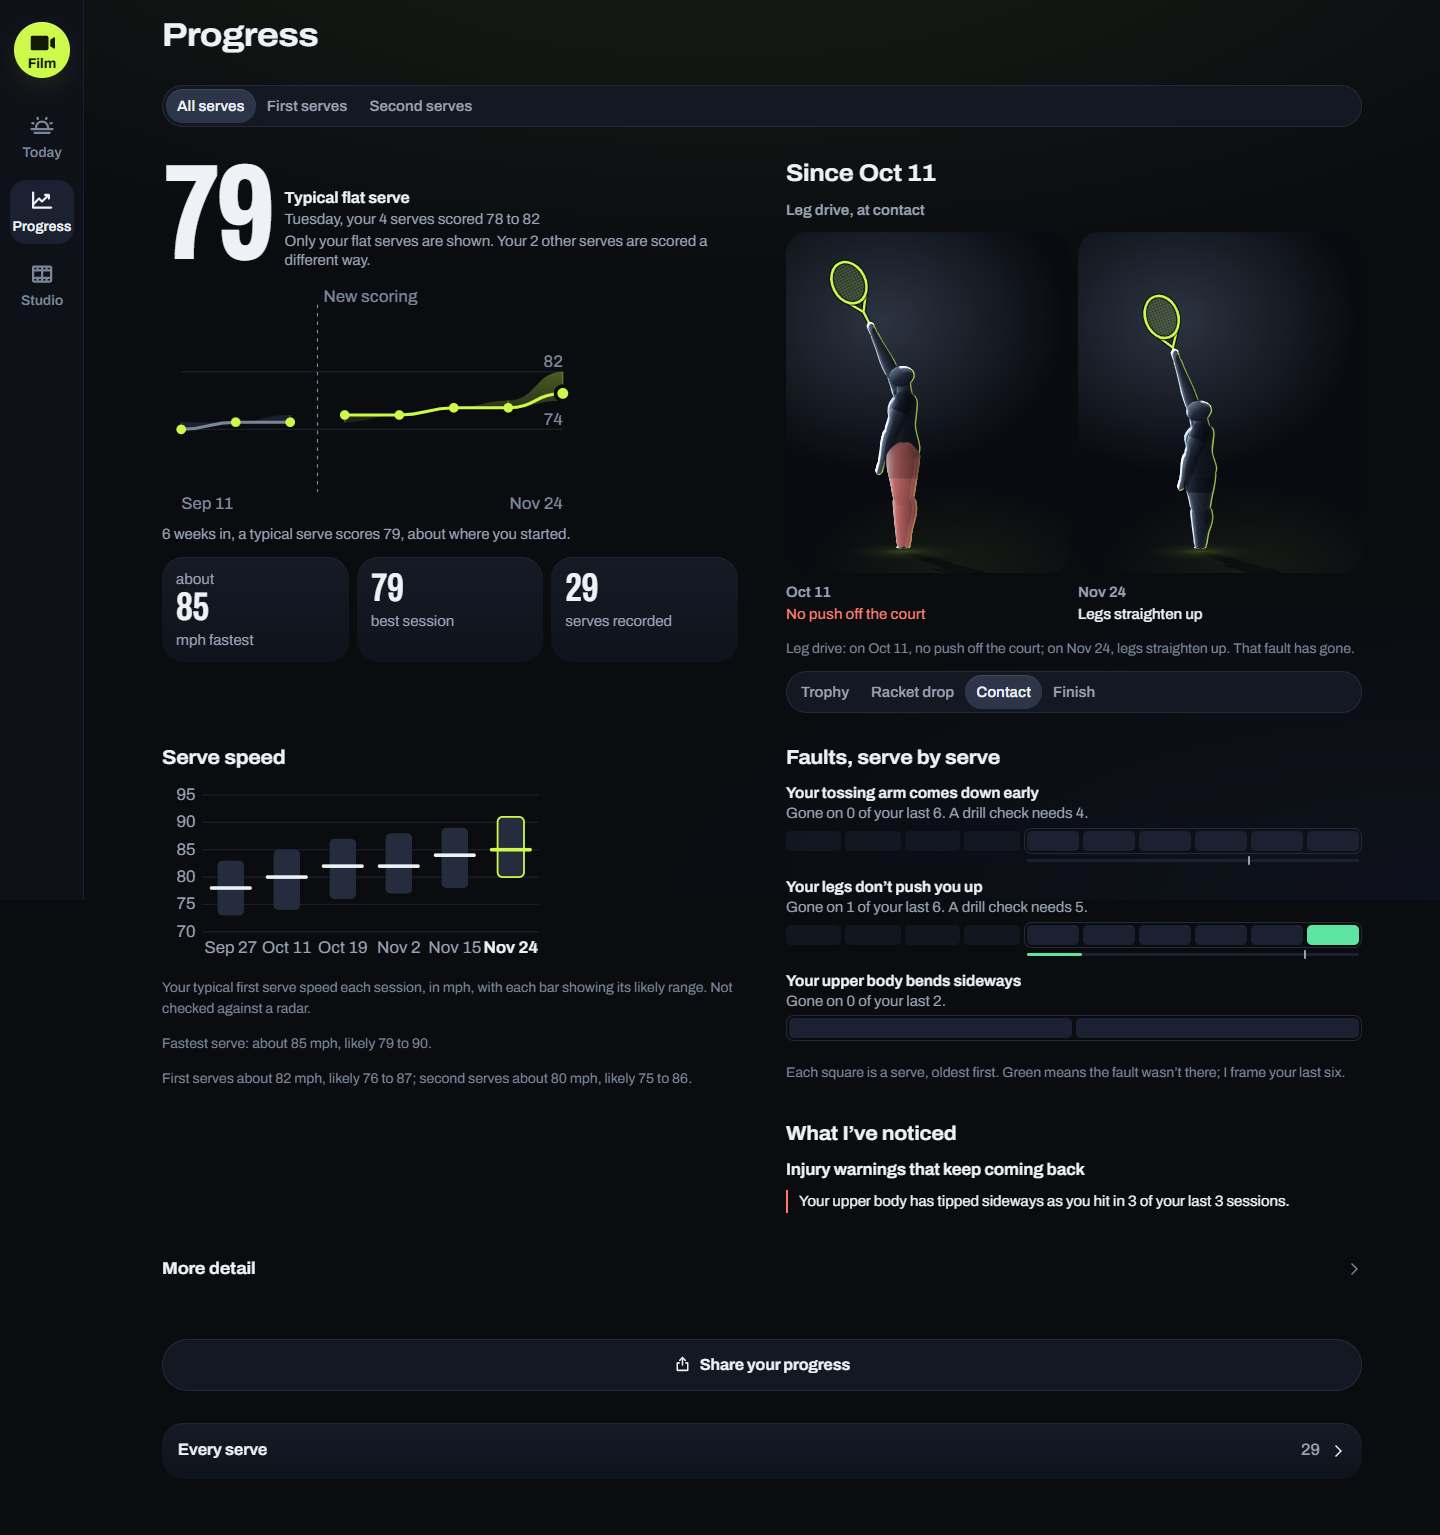 Film
Today
Progress
Studio
Progress
All serves
First serves
Second serves
79
Typical flat serve
Tuesday, your 4 serves scored 78 to 82
Only your flat serves are shown. Your 2 other serves are scored a
different way.
New scoring
82
74
Sep 11
Nov 24
6 weeks in, a typical serve scores 79, about where you started.
about
85
mph fastest
79
best session
29
serves recorded
Since Oct 11
Leg drive, at contact
Oct 11
No push off the court
Nov 24
Legs straighten up
Leg drive: on Oct 11, no push off the court; on Nov 24, legs straighten up. That fault has gone.
Trophy
Racket drop
Contact
Finish
Serve speed
95
90
85
80
75
70
Sep 27
Oct 11
Oct 19
Nov 2
Nov 15
Nov 24
Your typical first serve speed each session, in mph, with each bar showing its likely range. Not
checked against a radar.
Fastest serve: about 85 mph, likely 79 to 90.
First serves about 82 mph, likely 76 to 87; second serves about 80 mph, likely 75 to 86.
Faults, serve by serve
Your tossing arm comes down early
Gone on 0 of your last 6. A drill check needs 4.
Your legs don’t push you up
Gone on 1 of your last 6. A drill check needs 5.
Your upper body bends sideways
Gone on 0 of your last 2.
Each square is a serve, oldest first. Green means the fault wasn’t there; I frame your last six.
What I’ve noticed
Injury warnings that keep coming back
Your upper body has tipped sideways as you hit in 3 of your last 3 sessions.
More detail
Share your progress
Every serve
29